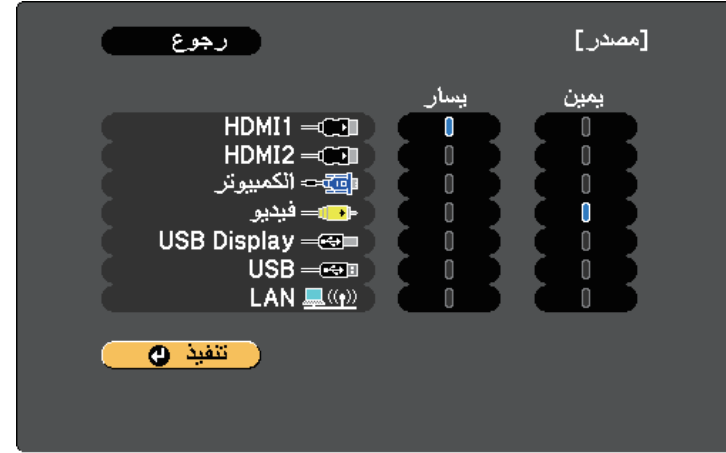 [مصدر]
رجوع
يمين
يسار
HDMI1
HDMI2
الكمبيوتر
فيديو
USB Display
USB
LAN
تنفيذ